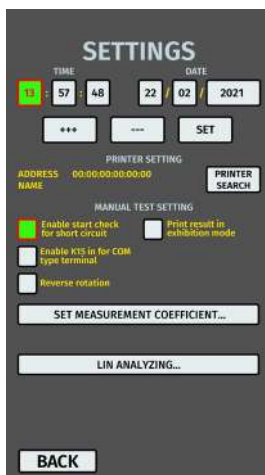 SETTINGS
TIME DATE
13 : 57 : 48 22 / 02 / 2021
+++ --- SET
PRINTER SETTING
ADDRESS 00:00:00:00:00:00
NAME
PRINTER
SEARCH
MANUAL TEST SETTING
Enable start check
for short circuit
Print result in
exhibition mode
Enable K15 in for COM
type terminal
Reverse rotation
SET MEASUREMENT COEFFICIENT...
LIN ANALYZING...
BACK